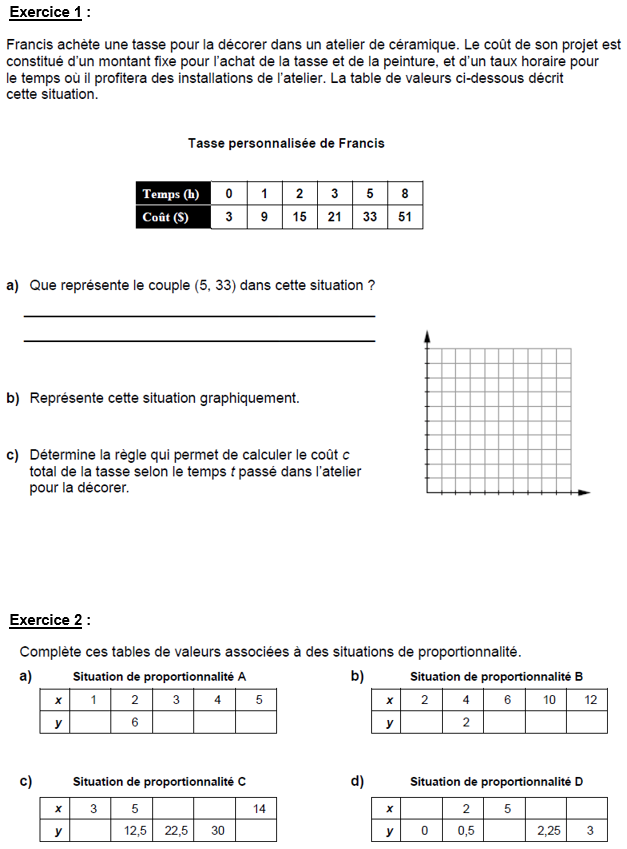 Exercice 1 :
Francis achète une tasse pour la décorer dans un atelier de céramique. Le coût de son projet est
constitué d'un montant fixe pour l'achat de la tasse et de la peinture, et d'un taux horaire pour
le temps où il profitera des installations de l'atelier. La table de valeurs ci-dessous décrit
cette situation.
Tasse personnalisée de Francis
Temps (h) 0 1 2 3 5 8
Coût ($) 3 9 15 21 33 51
a) Que représente le couple (5, 33) dans cette situation ?
b) Représente cette situation graphiquement.
c) Détermine la règle qui permet de calculer le coût c
total de la tasse selon le temps t passé dans l'atelier
pour la décorer.
Exercice 2 :
Complète ces tables de valeurs associées à des situations de proportionnalité.
a) Situation de proportionnalité A
x 1 2 3 4 5
y 6
b) Situation de proportionnalité B
x 2 4 6 10 12
y 2
c) Situation de proportionnalité C
x 3 5 14
y 12,5 22,5 30
d) Situation de proportionnalité D
x 2 5
y 0 0,5 2,25 3